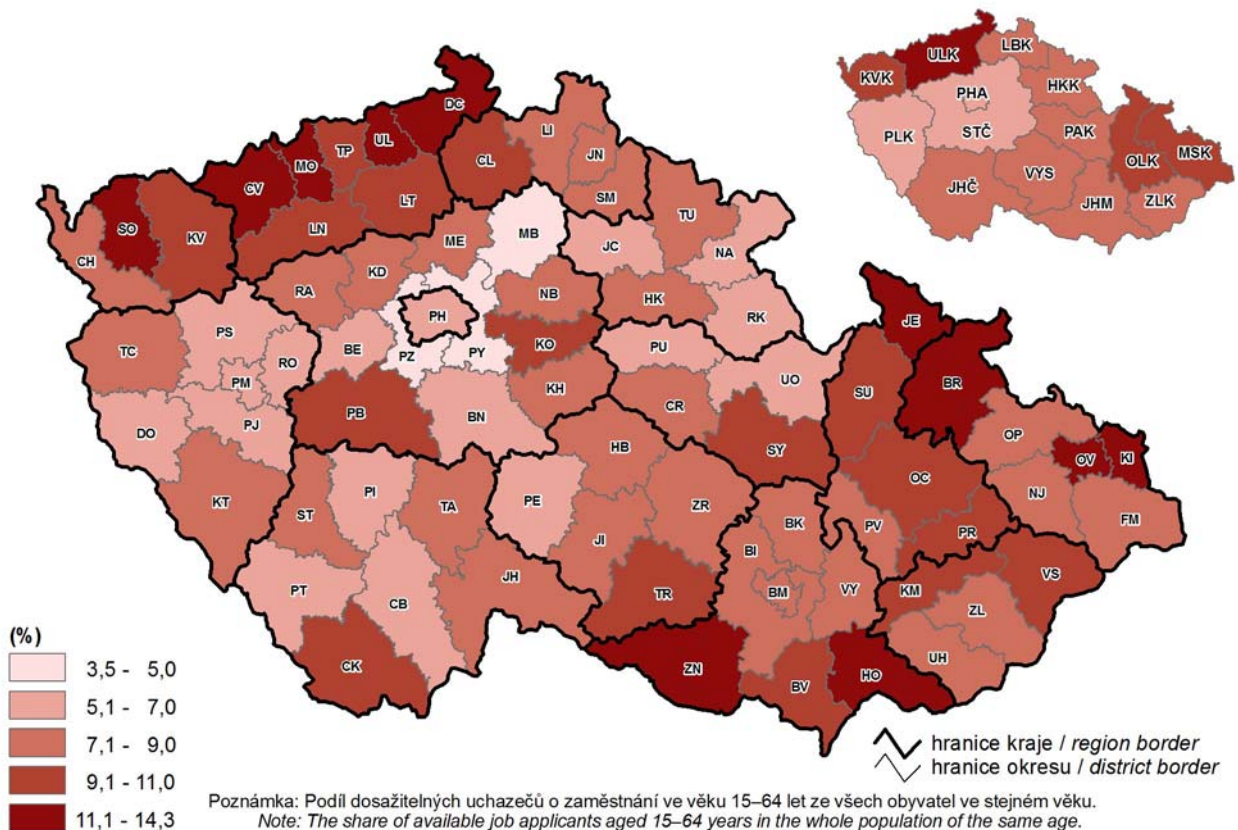 LBK
ULK
KVK
HKK
PHA
STČ
PLK
PAK
OLK
MSK
VYS
JHČ
JHM
ZLK
DC
UL
LI
TP
MO
JN
CL
CV
LT
SM
SO
KV
LN
TU
CH
MB
ME
JC
NA
KD
RA
NB
HK
PH
RK
JE
PS
TC
BE
RO
PZ
PY
KO
PU
UO
PM
BR
SU
KH
CR
PB
BN
DO
PJ
OP
SY
HB
OV
KI
OC
PI
TA
PE
ZR
NJ
KT
ST
FM
BK
PV
PR
JI
BI
VS
JH
PT
TR
BM
VY
KM
CB
ZL
CK
ZN
BV
HO
UH
(%)
3,5 - 5,0
5,1 - 7,0
7,1 - 9,0
9,1 - 11,0
11,1 - 14,3
hranice kraje / region border
hranice okresu / district border
Poznámka: Podíl dosažitelných uchazečů o zaměstnání ve věku 15–64 let ze všech obyvatel ve stejném věku.
Note: The share of available job applicants aged 15–64 years in the whole population of the same age.